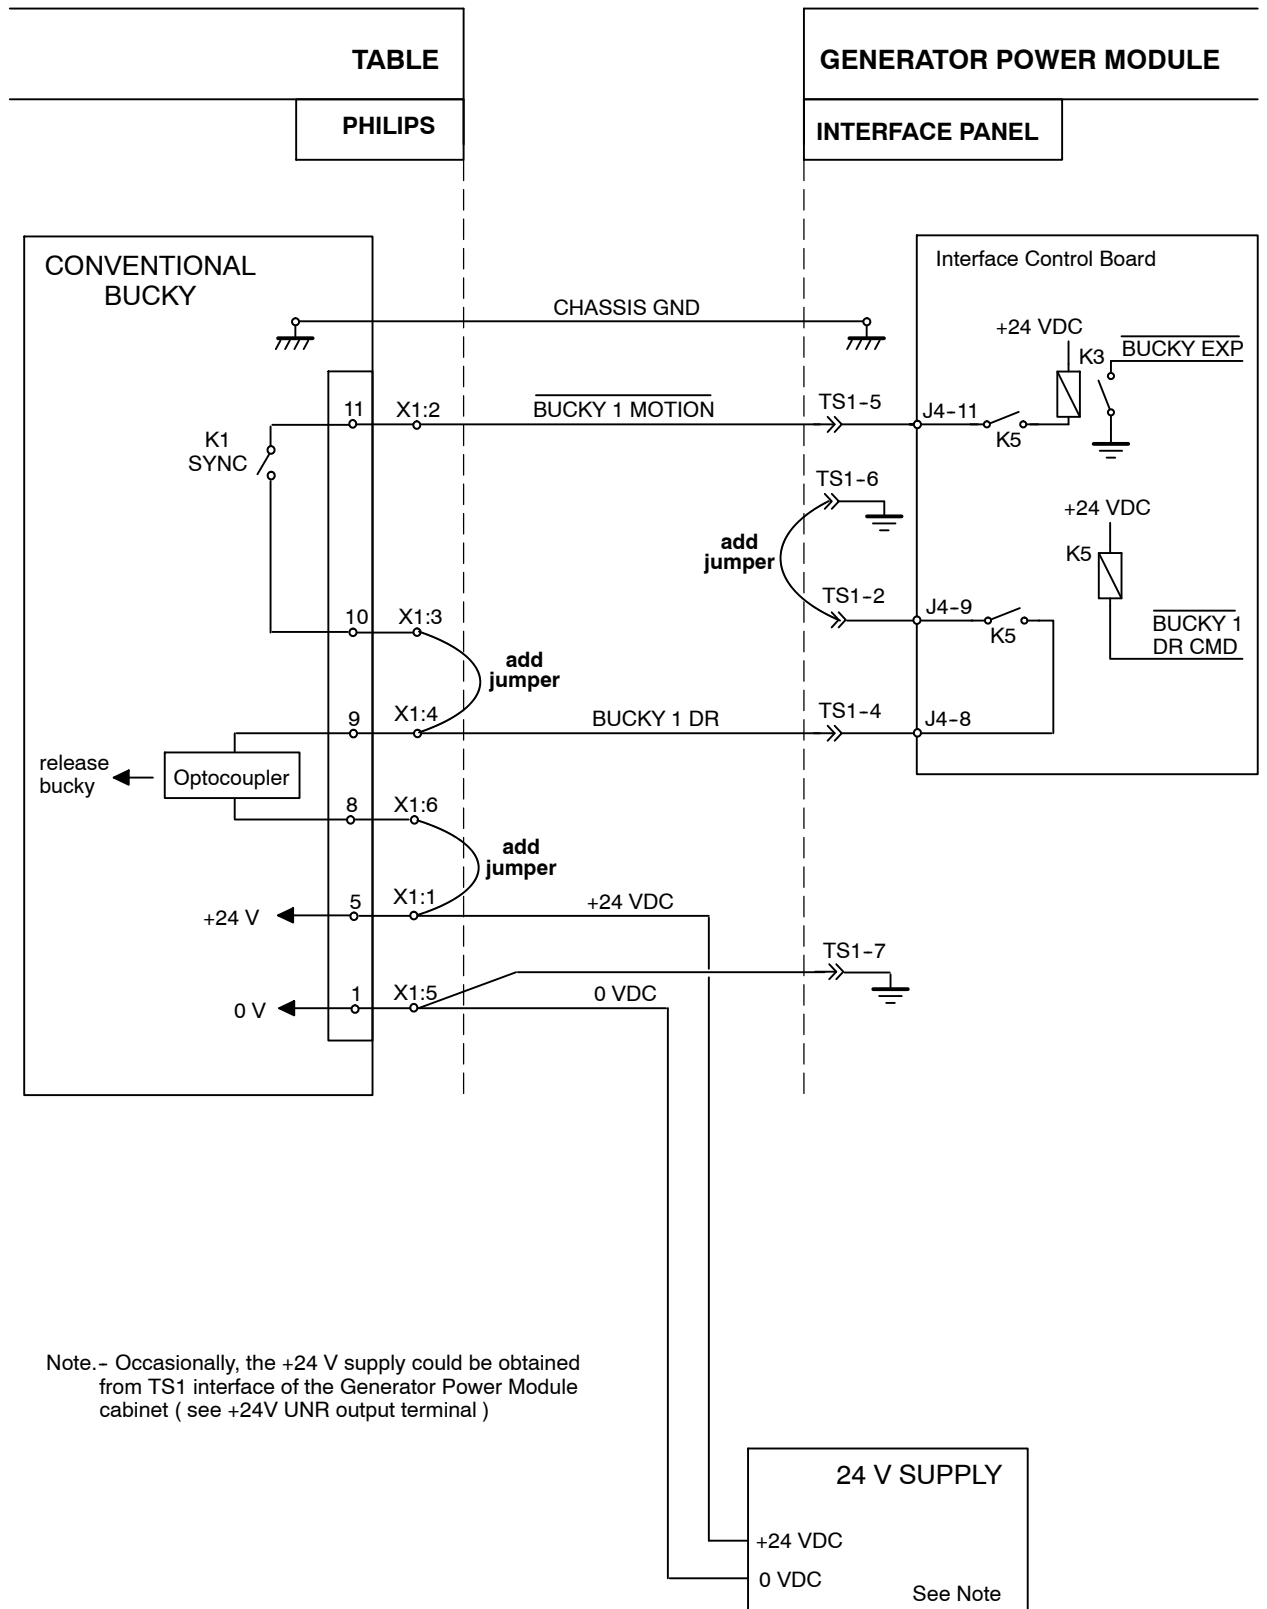 TABLE
GENERATOR POWER MODULE
PHILIPS
INTERFACE PANEL
CONVENTIONAL
BUCKY
Interface Control Board
CHASSIS GND
+24 VDC
K3
BUCKY EXP
11
X1:2
BUCKY 1 MOTION
TS1-5
J4-11
K5
K1
SYNC
TS1-6
+24 VDC
K5
add
jumper
TS1-2
J4-9
K5
BUCKY 1
DR CMD
10
X1:3
add
jumper
9
X1:4
BUCKY 1 DR
TS1-4
J4-8
release
bucky
Optocoupler
8
X1:6
add
jumper
+24 V
5
X1:1
+24 VDC
TS1-7
0 V
1
X1:5
0 VDC
Note.- Occasionally, the +24 V supply could be obtained
from TS1 interface of the Generator Power Module
cabinet ( see +24V UNR output terminal )
24 V SUPPLY
+24 VDC
0 VDC
See Note